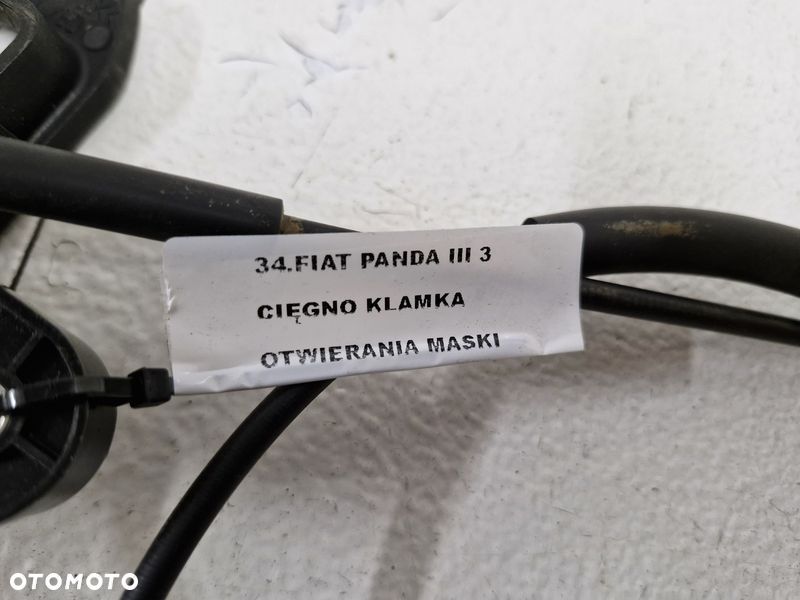 34.FIAT PANDA III 3
CIĘGNO KLAMKA
OTWIERANIA MASKI
OTOMOTO